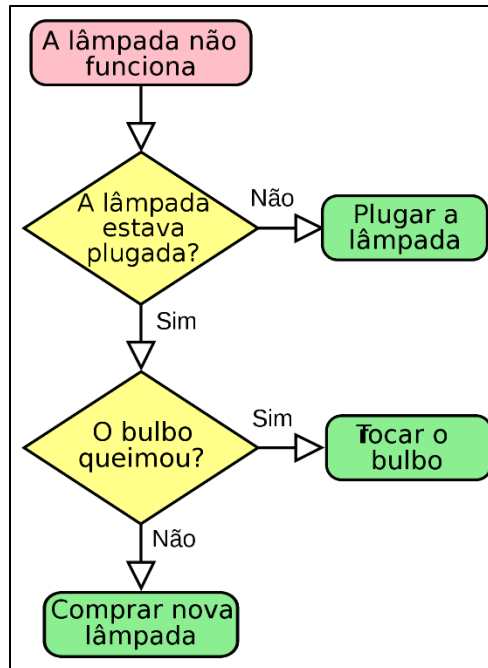 A lâmpada não
funciona
A lâmpada
estava
plugada?
Não
Plugar a
lâmpada
Sim
O bulbo
queimou?
Sim
Tocar o
bulbo
Não
Comprar nova
lâmpada